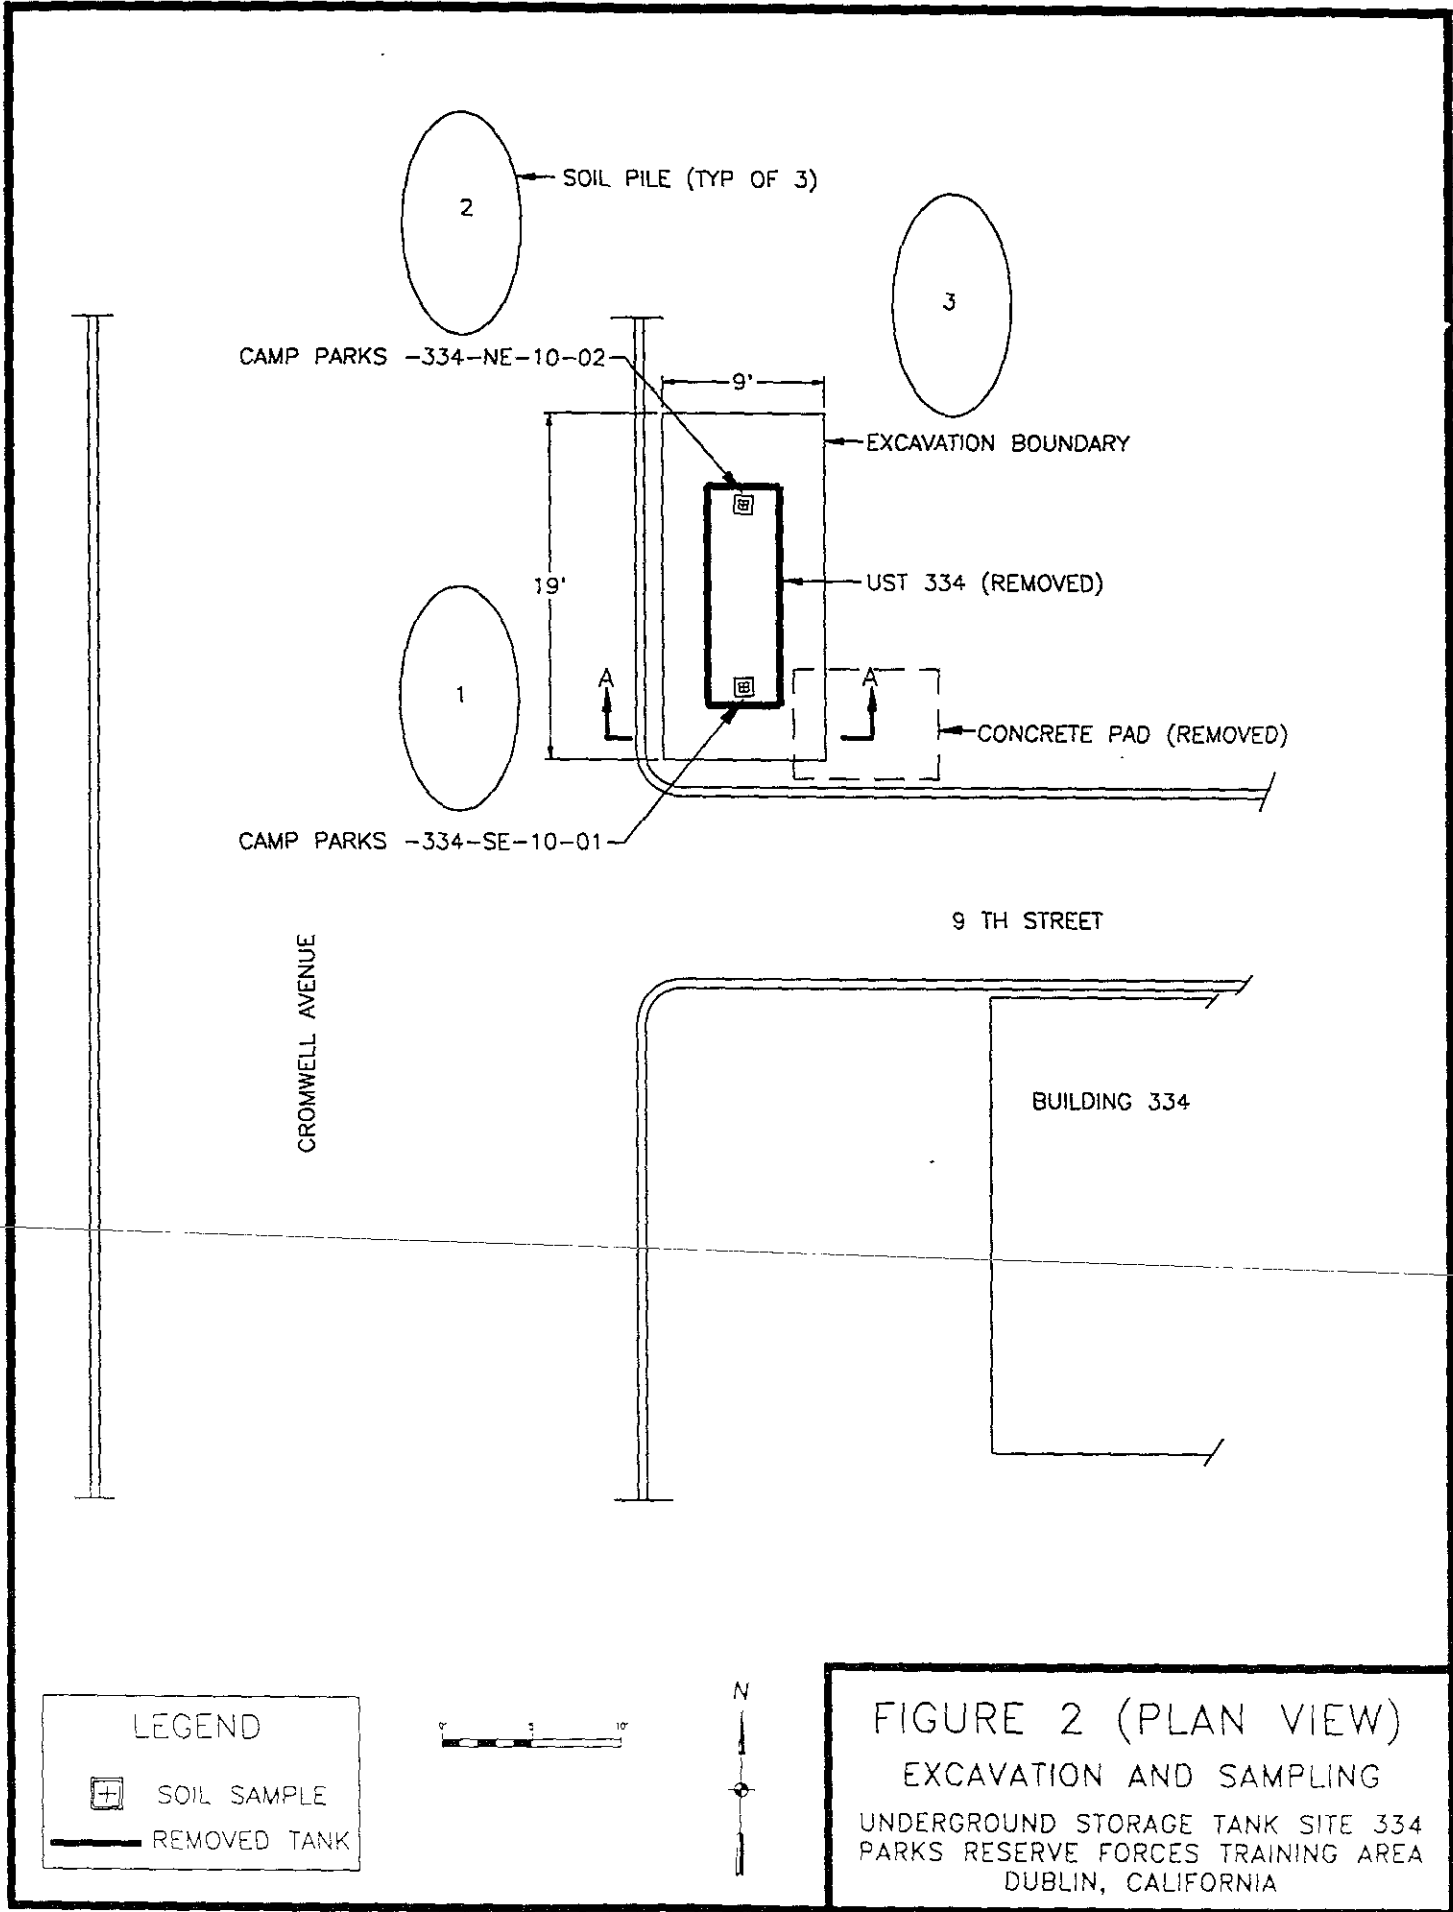 2
SOIL PILE (TYP OF 3)
3
CAMP PARKS -334-NE-10-02
9'
EXCAVATION BOUNDARY
19'
UST 334 (REMOVED)
1
A
A
CONCRETE PAD (REMOVED)
CAMP PARKS -334-SE-10-01
9 TH STREET
CROMWELL AVENUE
BUILDING 334
LEGEND
SOIL SAMPLE
REMOVED TANK
5
10'
N
FIGURE 2 (PLAN VIEW)
EXCAVATION AND SAMPLING
UNDERGROUND STORAGE TANK SITE 334
PARKS RESERVE FORCES TRAINING AREA
DUBLIN, CALIFORNIA